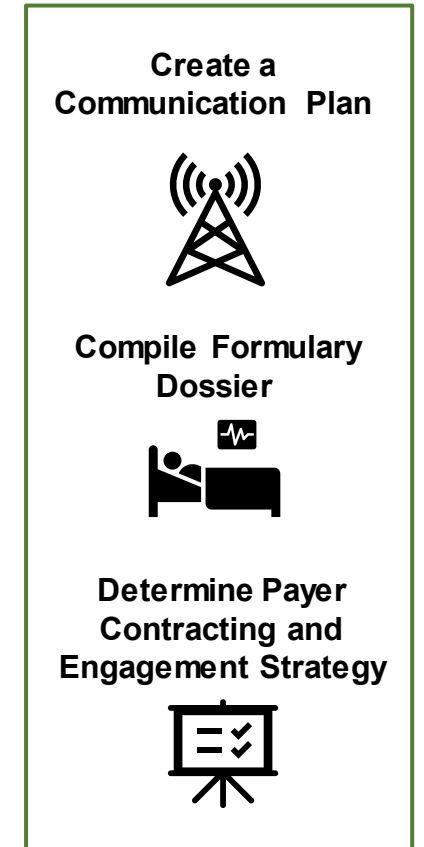 Create a
Communication Plan
Compile Formulary
Dossier
Determine Payer
Contracting and
Engagement Strategy